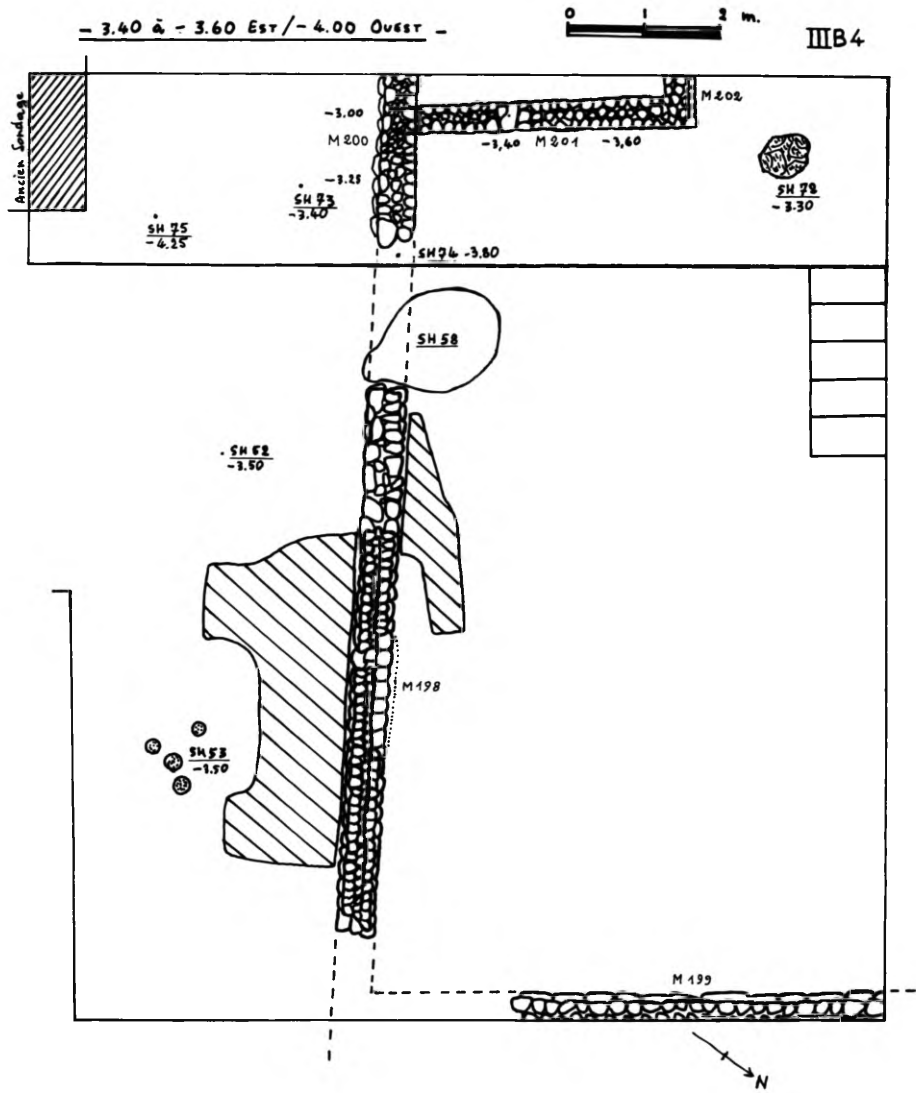 - 3.40 à - 3.60 EST / - 4.00 OUEST -
0 1 2 m.
IIIB4
Ancien Sondage
-3.00
M 200
-3.25
M 202
-3,40 M 201 -3,60
SH 73
-3.40
SH 75
-4.25
SH 78
-3.30
SH 74 -3.80
SH 58
SH 52
-3.50
M 198
SH 53
-3.50
M 199
N